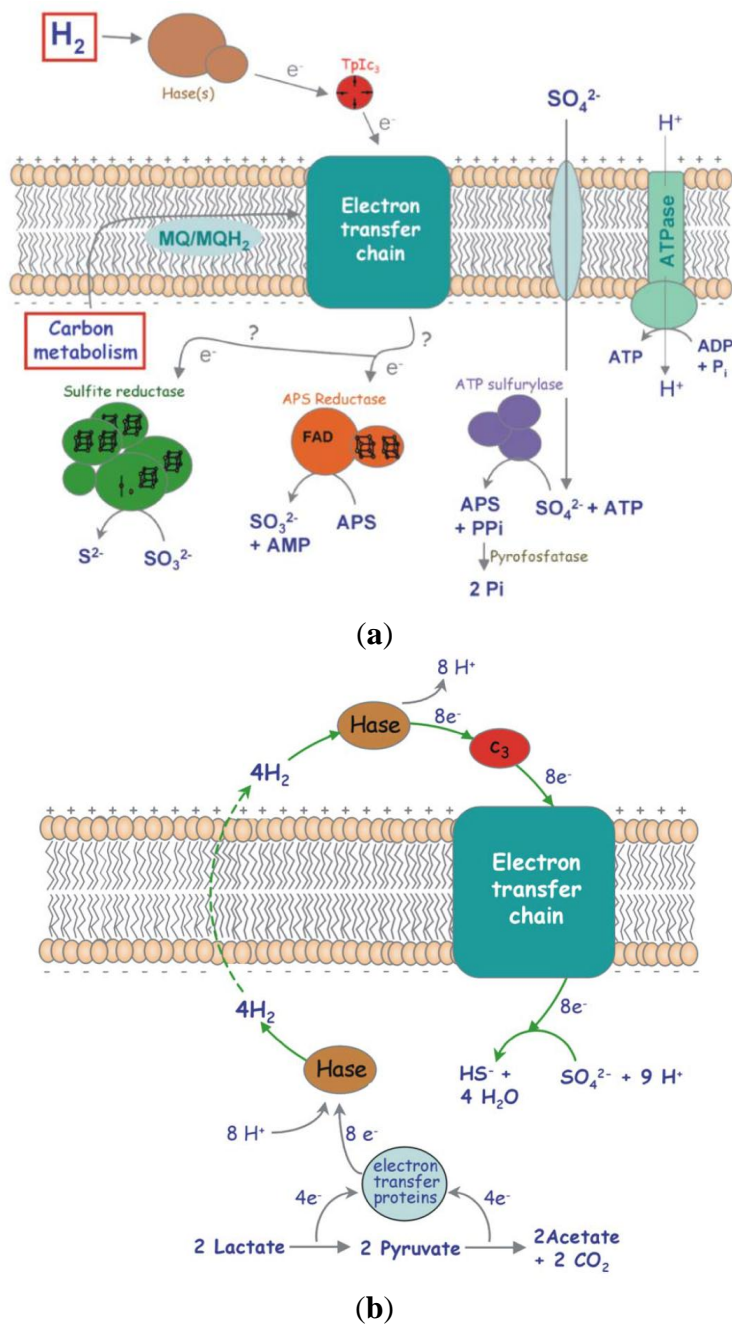 H₂
Hase(s)
e⁻
TpIc₃
e⁻
SO₄²⁻
H⁺
+ + + + + + + + + + + + + + + + + +
Electron
transfer
chain
MQ/MQH₂
ATPase
Carbon
metabolism
?
e⁻
?
e⁻
ATP
ADP
+ Pᵢ
H⁺
Sulfite reductase
APS Reductase
FAD
ATP sulfurylase
S²⁻
SO₃²⁻
SO₃²⁻
+ AMP
APS
APS
+ PPi
SO₄²⁻ + ATP
Pyrofosfatase
2 Pi
(a)
8 H⁺
Hase
8e⁻
c₃
4H₂
8e⁻
Electron
transfer
chain
4H₂
8e⁻
Hase
HS⁻ +
4 H₂O
SO₄²⁻ + 9 H⁺
8 H⁺
8 e⁻
electron
transfer
proteins
4e⁻
4e⁻
2 Lactate
2 Pyruvate
2Acetate
+ 2 CO₂
(b)